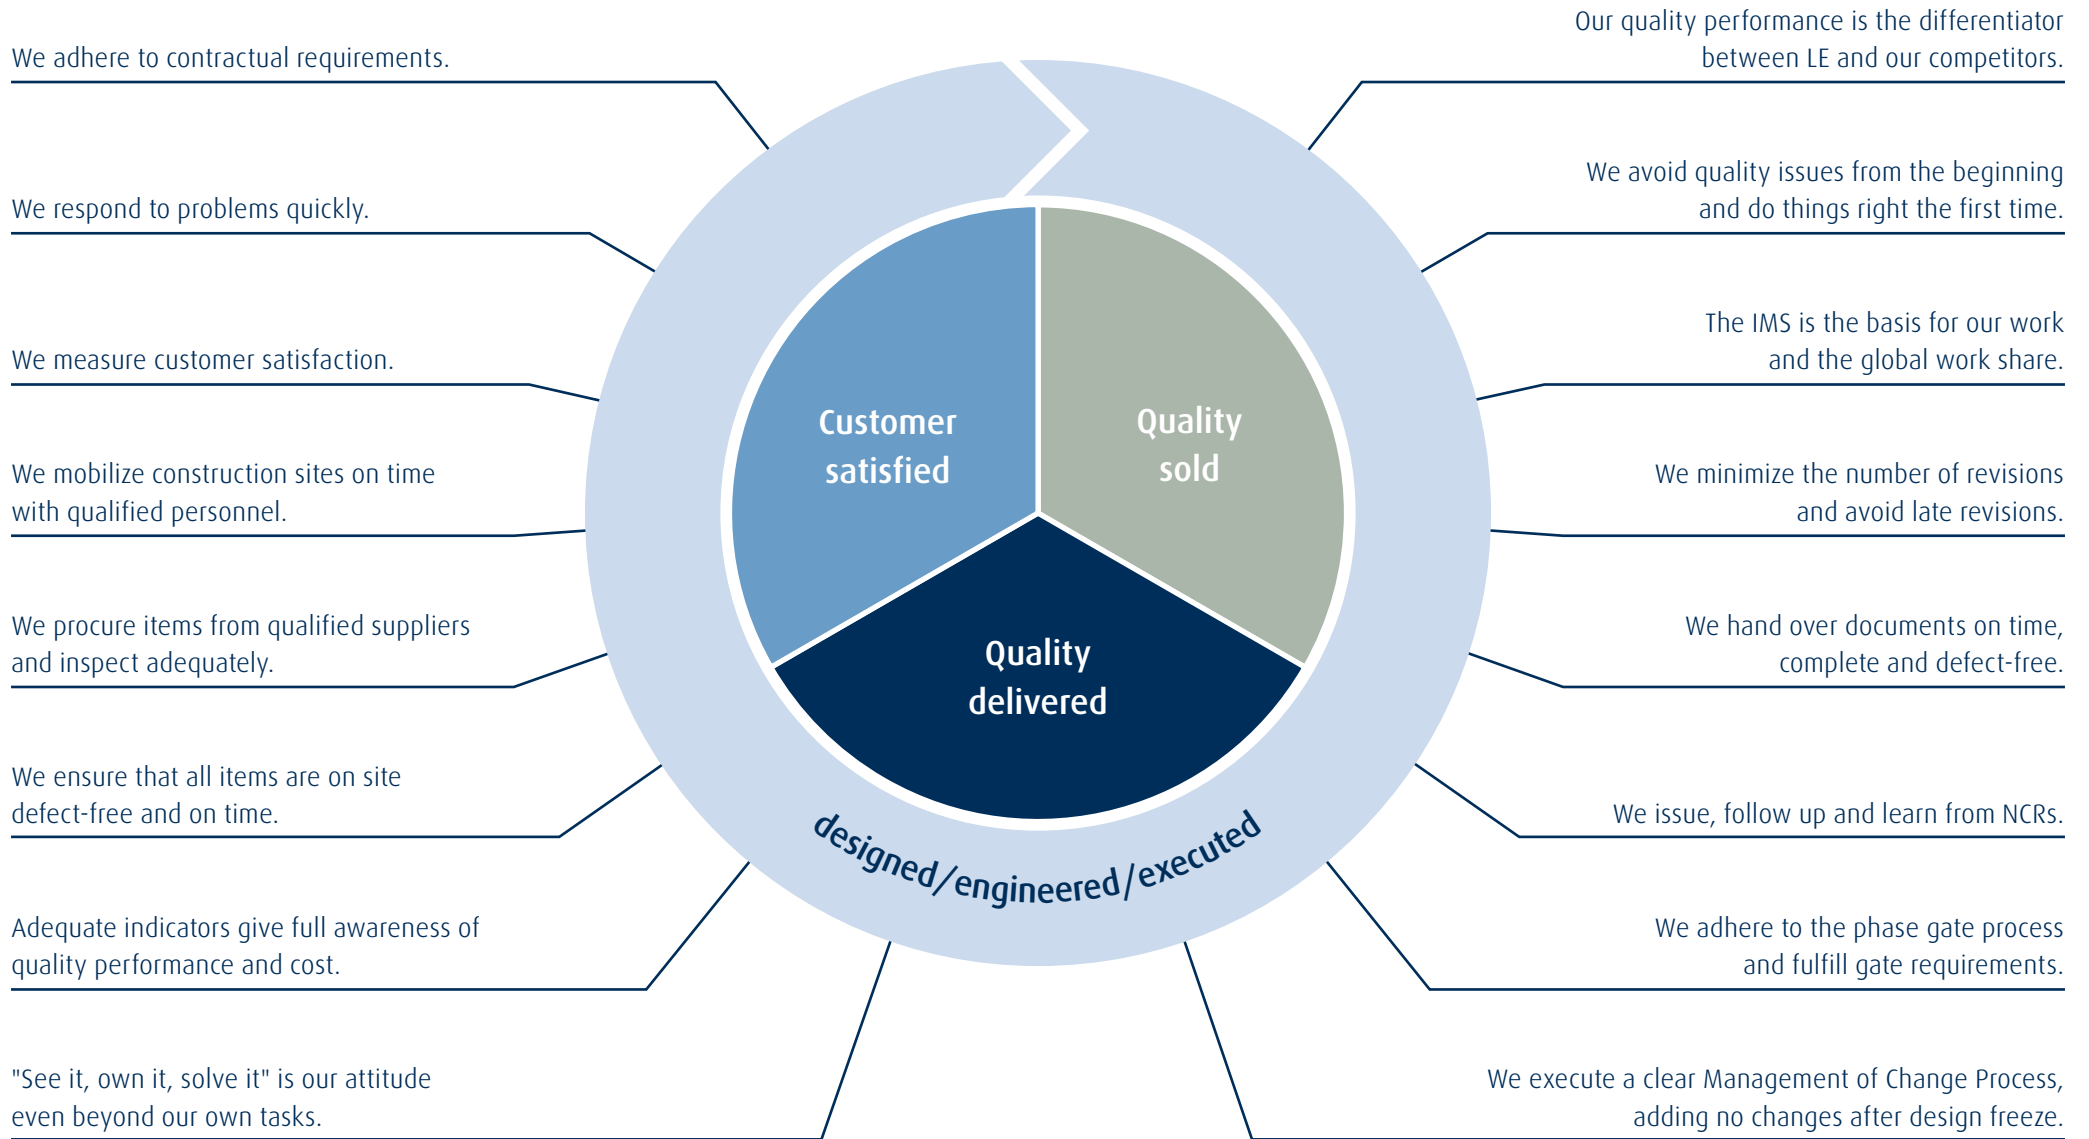 We adhere to contractual requirements.
We respond to problems quickly.
We measure customer satisfaction.
We mobilize construction sites on time
with qualified personnel.
We procure items from qualified suppliers
and inspect adequately.
We ensure that all items are on site
defect-free and on time.
Adequate indicators give full awareness of
quality performance and cost.
"See it, own it, solve it" is our attitude
even beyond our own tasks.
Customer
satisfied
Quality
sold
Quality
delivered
designed/engineered/executed
Our quality performance is the differentiator
between LE and our competitors.
We avoid quality issues from the beginning
and do things right the first time.
The IMS is the basis for our work
and the global work share.
We minimize the number of revisions
and avoid late revisions.
We hand over documents on time,
complete and defect-free.
We issue, follow up and learn from NCRs.
We adhere to the phase gate process
and fulfill gate requirements.
We execute a clear Management of Change Process,
adding no changes after design freeze.